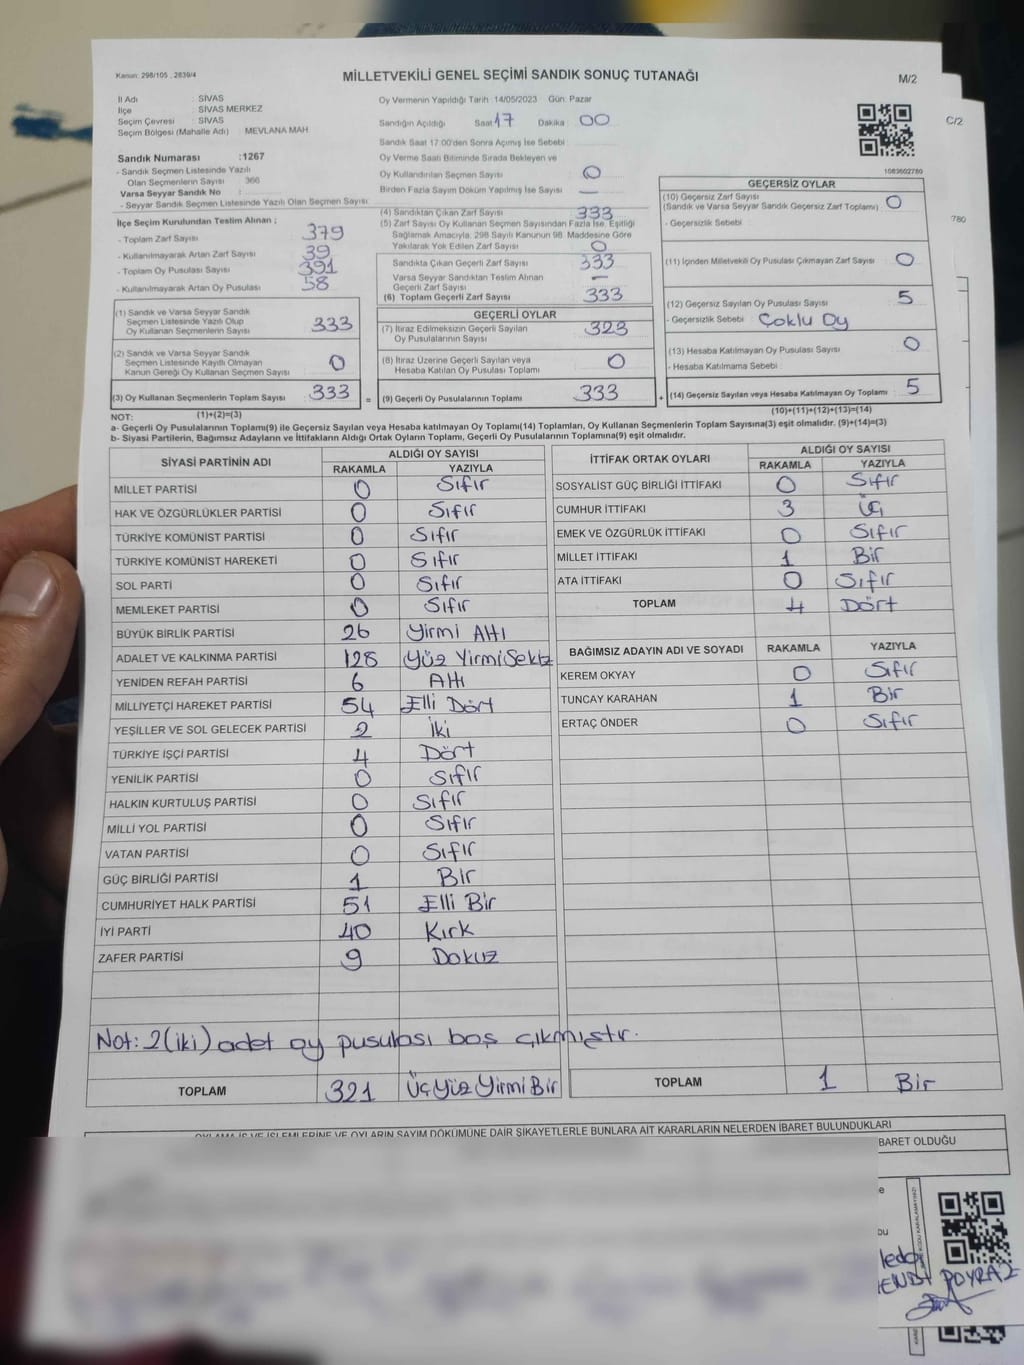 Kanun: 298/105 , 2839/4
MİLLETVEKİLİ GENEL SEÇİMİ SANDIK SONUÇ TUTANAĞI
M/2
C/2
İl Adı : SİVAS
İlçe : SİVAS MERKEZ
Seçim Çevresi : SİVAS
Seçim Bölgesi (Mahalle Adı) : MEVLANA MAH
Sandık Numarası :1267
- Sandık Seçmen Listesinde Yazılı
Olan Seçmenlerin Sayısı : 366
Varsa Seyyar Sandık No :
- Seyyar Sandık Seçmen Listesinde Yazılı Olan Seçmen Sayısı:
Oy Vermenin Yapıldığı Tarih :14/05/2023 Gün: Pazar
Sandığın Açıldığı Saat 17 Dakika 00
Sandık Saat 17:00'den Sonra Açılmış İse Sebebi :
Oy Verme Saati Bitiminde Sırada Bekleyen ve
Oy Kullandırılan Seçmen Sayısı 0
Birden Fazla Sayım Döküm Yapılmış İse Sayısı —
1083602780
780
İlçe Seçim Kurulundan Teslim Alınan ;
- Toplam Zarf Sayısı 379
- Kullanılmayarak Artan Zarf Sayısı 39
- Toplam Oy Pusulası Sayısı 391
- Kullanılmayarak Artan Oy Pusulası 58
(1) Sandık ve Varsa Seyyar Sandık
Seçmen Listesinde Yazılı Olup
Oy Kullanan Seçmenlerin Sayısı 333
(2) Sandık ve Varsa Seyyar Sandık
Seçmen Listesinde Kayıtlı Olmayan
Kanun Gereği Oy Kullanan Seçmen Sayısı 0
(3) Oy Kullanan Seçmenlerin Toplam Sayısı 333 =
(4) Sandıktan Çıkan Zarf Sayısı 333
(5) Zarf Sayısı Oy Kullanan Seçmen Sayısından Fazla İse, Eşitliği
Sağlamak Amacıyla, 298 Sayılı Kanunun 98. Maddesine Göre
Yakılarak Yok Edilen Zarf Sayısı 0
Sandıkta Çıkan Geçerli Zarf Sayısı 333
Varsa Seyyar Sandıktan Teslim Alınan
Geçerli Zarf Sayısı —
(6) Toplam Geçerli Zarf Sayısı 333
GEÇERLİ OYLAR
(7) İtiraz Edilmeksizin Geçerli Sayılan
Oy Pusulalarının Sayısı 323
(8) İtiraz Üzerine Geçerli Sayılan veya
Hesaba Katılan Oy Pusulası Toplamı 0
(9) Geçerli Oy Pusulalarının Toplamı 333 +
GEÇERSİZ OYLAR
(10) Geçersiz Zarf Sayısı
(Sandık ve Varsa Seyyar Sandık Geçersiz Zarf Toplamı) 0
- Geçersizlik Sebebi :
(11) İçinden Milletvekili Oy Pusulası Çıkmayan Zarf Sayısı 0
(12) Geçersiz Sayılan Oy Pusulası Sayısı 5
- Geçersizlik Sebebi : Çoklu Oy
(13) Hesaba Katılmayan Oy Pusulası Sayısı 0
- Hesaba Katılmama Sebebi :
(14) Geçersiz Sayılan veya Hesaba Katılmayan Oy Toplamı 5
NOT: (1)+(2)=(3) (10)+(11)+(12)+(13)=(14)
a- Geçerli Oy Pusulalarının Toplamı(9) ile Geçersiz Sayılan veya Hesaba katılmayan Oy Toplamı(14) Toplamları, Oy Kullanan Seçmenlerin Toplam Sayısına(3) eşit olmalıdır. (9)+(14)=(3)
b- Siyasi Partilerin, Bağımsız Adayların ve İttifakların Aldığı Ortak Oyların Toplamı, Geçerli Oy Pusulalarının Toplamına(9) eşit olmalıdır.
SİYASİ PARTİNİN ADI ALDIĞI OY SAYISI
RAKAMLA YAZIYLA
MİLLET PARTİSİ 0 Sıfır
HAK VE ÖZGÜRLÜKLER PARTİSİ 0 Sıfır
TÜRKİYE KOMÜNİST PARTİSİ 0 Sıfır
TÜRKİYE KOMÜNİST HAREKETİ 0 Sıfır
SOL PARTİ 0 Sıfır
MEMLEKET PARTİSİ 0 Sıfır
BÜYÜK BİRLİK PARTİSİ 26 Yirmi Altı
ADALET VE KALKINMA PARTİSİ 128 Yüz Yirmi Sekiz
YENİDEN REFAH PARTİSİ 6 Altı
MİLLİYETÇİ HAREKET PARTİSİ 54 Elli Dört
YEŞİLLER VE SOL GELECEK PARTİSİ 2 İki
TÜRKİYE İŞÇİ PARTİSİ 4 Dört
YENİLİK PARTİSİ 0 Sıfır
HALKIN KURTULUŞ PARTİSİ 0 Sıfır
MİLLİ YOL PARTİSİ 0 Sıfır
VATAN PARTİSİ 0 Sıfır
GÜÇ BİRLİĞİ PARTİSİ 1 Bir
CUMHURİYET HALK PARTİSİ 51 Elli Bir
İYİ PARTİ 40 Kırk
ZAFER PARTİSİ 9 Dokuz
Not: 2(iki) adet oy pusulası boş çıkmıştır.
TOPLAM 321 Üç Yüz Yirmi Bir
İTTİFAK ORTAK OYLARI ALDIĞI OY SAYISI
RAKAMLA YAZIYLA
SOSYALİST GÜÇ BİRLİĞİ İTTİFAKI 0 Sıfır
CUMHUR İTTİFAKI 3 Üç
EMEK VE ÖZGÜRLÜK İTTİFAKI 0 Sıfır
MİLLET İTTİFAKI 1 Bir
ATA İTTİFAKI 0 Sıfır
TOPLAM 4 Dört
BAĞIMSIZ ADAYIN ADI VE SOYADI RAKAMLA YAZIYLA
KEREM OKYAY 0 Sıfır
TUNCAY KARAHAN 1 Bir
ERTAÇ ÖNDER 0 Sıfır
TOPLAM 1 Bir
OYLAMA İŞ VE İŞLEMLERİNE VE OYLARIN SAYIM DÖKÜMÜNE DAİR ŞİKAYETLERLE BUNLARA AİT KARARLARIN NELERDEN İBARET BULUNDUKLARI
BARET OLDUĞU
POYRAZ